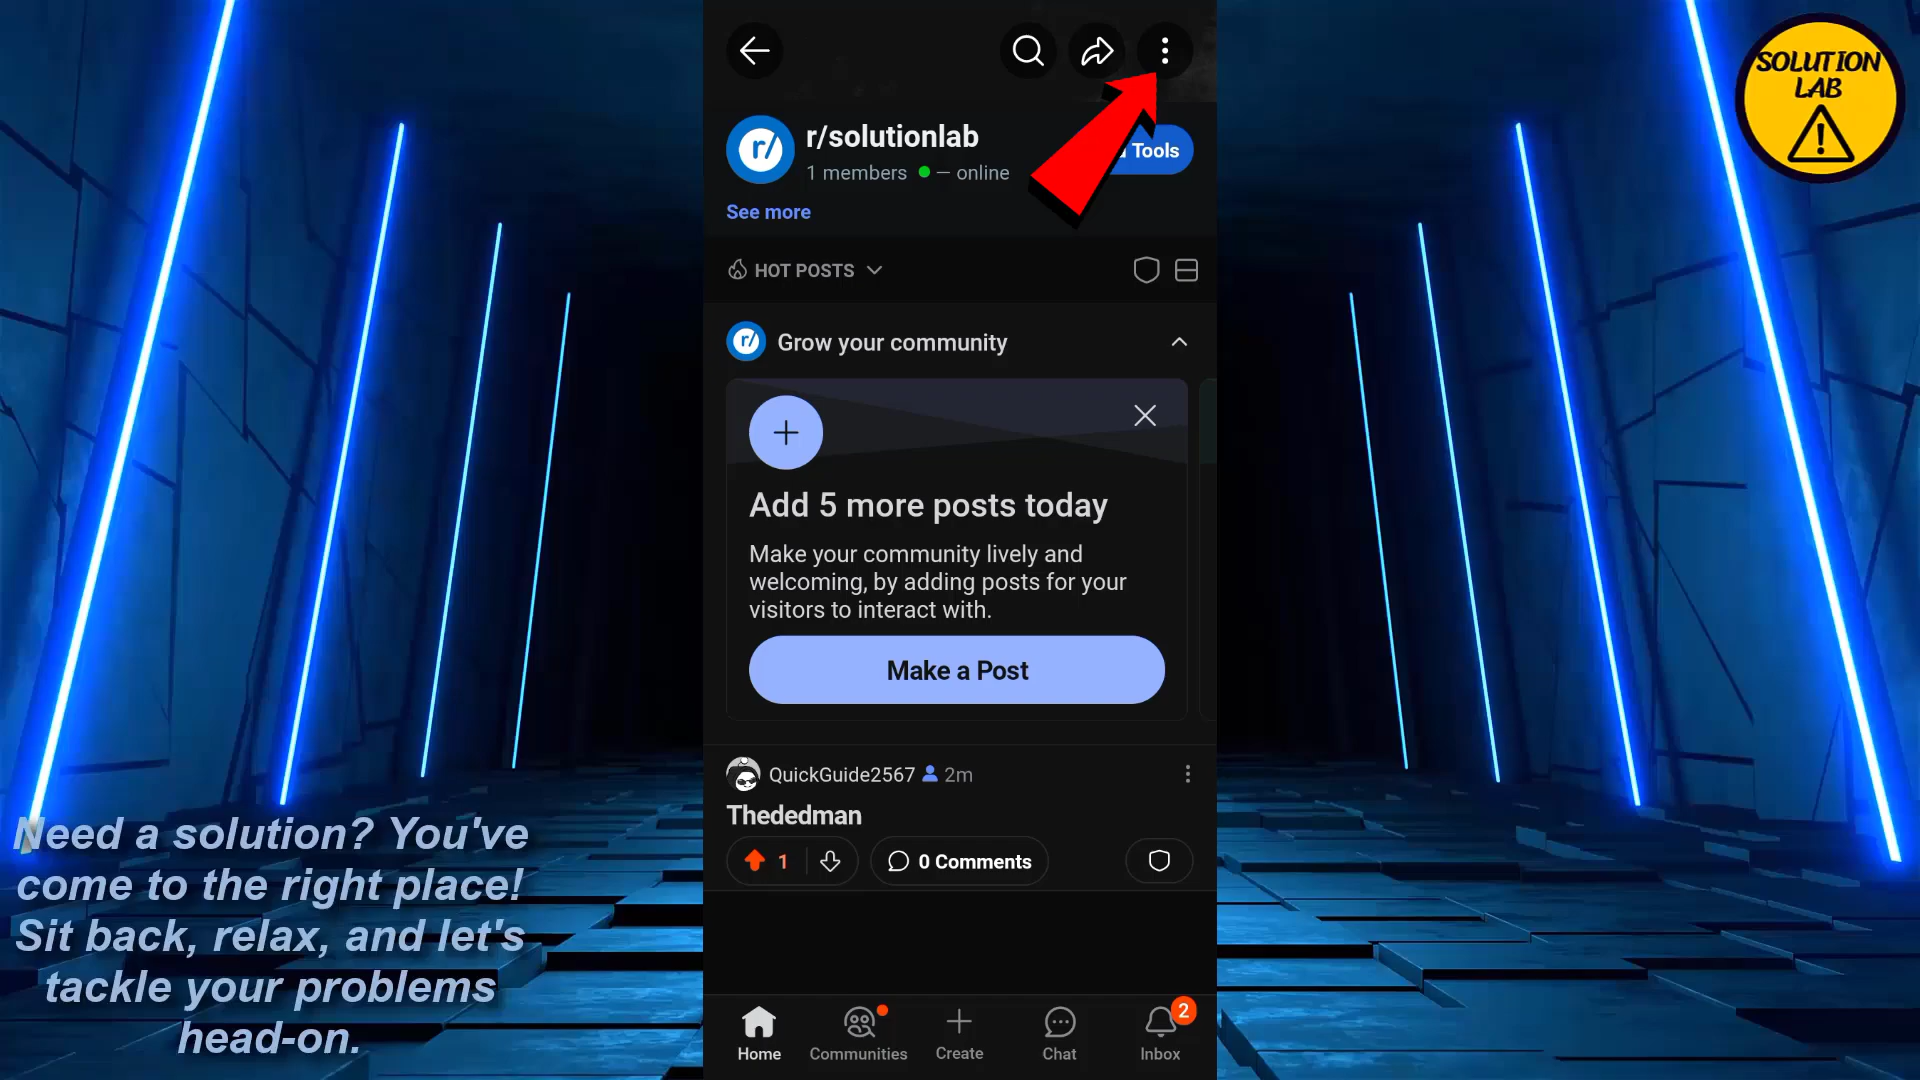 SOLUTION
LAB
!
r/
r/solutionlab
1 members — online
Tools
See more
HOT POSTS
r/
Grow your community
Add 5 more posts today
Make your community lively and
welcoming, by adding posts for your
visitors to interact with.
Make a Post
QuickGuide2567 2m
Thededman
1
0 Comments
Need a solution? You've
come to the right place!
Sit back, relax, and let's
tackle your problems
head-on.
Home
Communities
Create
Chat
2
Inbox